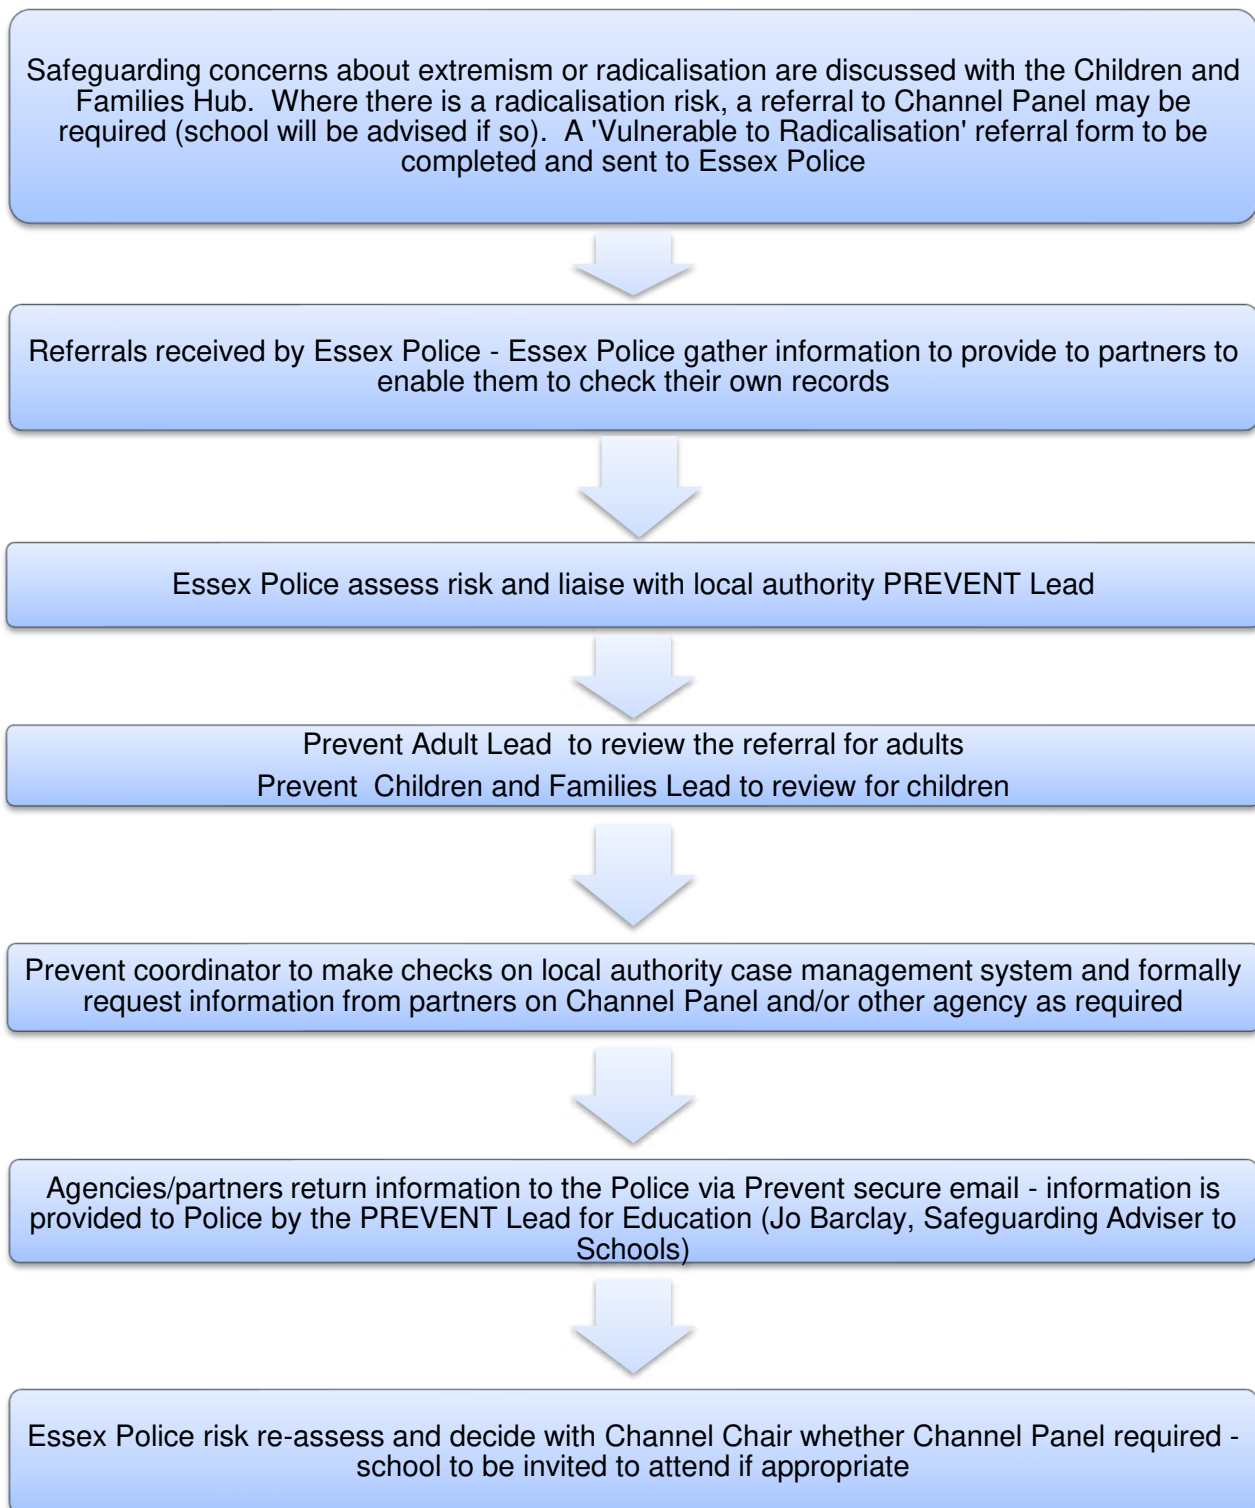 Safeguarding concerns about extremism or radicalisation are discussed with the Children and
Families Hub.  Where there is a radicalisation risk, a referral to Channel Panel may be
required (school will be advised if so).  A 'Vulnerable to Radicalisation' referral form to be
completed and sent to Essex Police
Referrals received by Essex Police - Essex Police gather information to provide to partners to
enable them to check their own records
Essex Police assess risk and liaise with local authority PREVENT Lead
Prevent Adult Lead  to review the referral for adults
Prevent  Children and Families Lead to review for children
Prevent coordinator to make checks on local authority case management system and formally
request information from partners on Channel Panel and/or other agency as required
Agencies/partners return information to the Police via Prevent secure email - information is
provided to Police by the PREVENT Lead for Education (Jo Barclay, Safeguarding Adviser to
Schools)
Essex Police risk re-assess and decide with Channel Chair whether Channel Panel required -
school to be invited to attend if appropriate